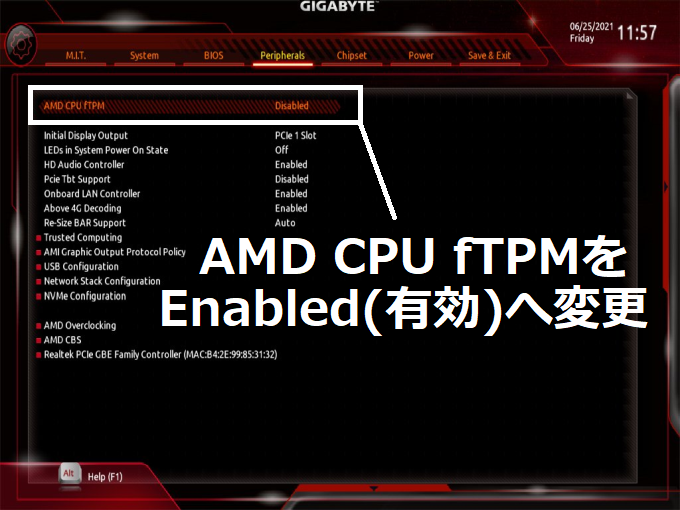 GIGABYTE™
06/25/2021
Friday
11:57
M.I.T. System BIOS Peripherals Chipset Power Save & Exit
AMD CPU fTPM Disabled
Initial Display Output PCIe 1 Slot
LEDs in System Power On State Off
HD Audio Controller Enabled
Pcie Tbt Support Disabled
Onboard LAN Controller Enabled
Above 4G Decoding Enabled
Re-Size BAR Support Auto
Trusted Computing
AMI Graphic Output Protocol Policy
USB Configuration
Network Stack Configuration
NVMe Configuration
AMD CPU fTPMを
Enabled(有効)へ変更
AMD Overclocking
AMD CBS
Realtek PCIe GBE Family Controller (MAC:B4:2E:99:85:31:32)
Alt Help (F1)